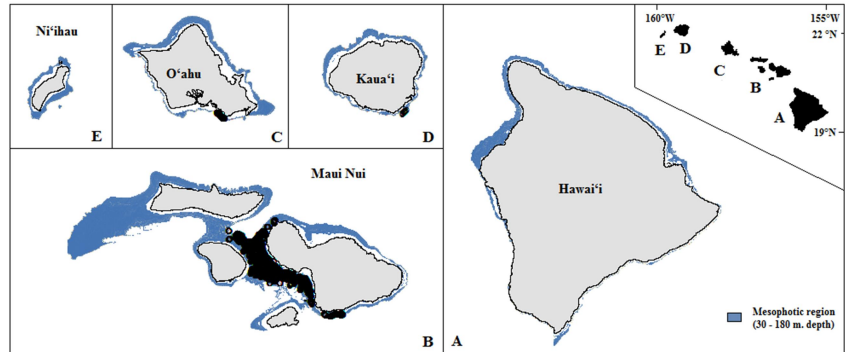 Ni‘ihau
E
O‘ahu
C
Kaua‘i
D
160°W
155°W
22 °N
E
D
C
B
A
19°N
Maui Nui
B
Hawai‘i
A
Mesophotic region
(30 - 180 m. depth)